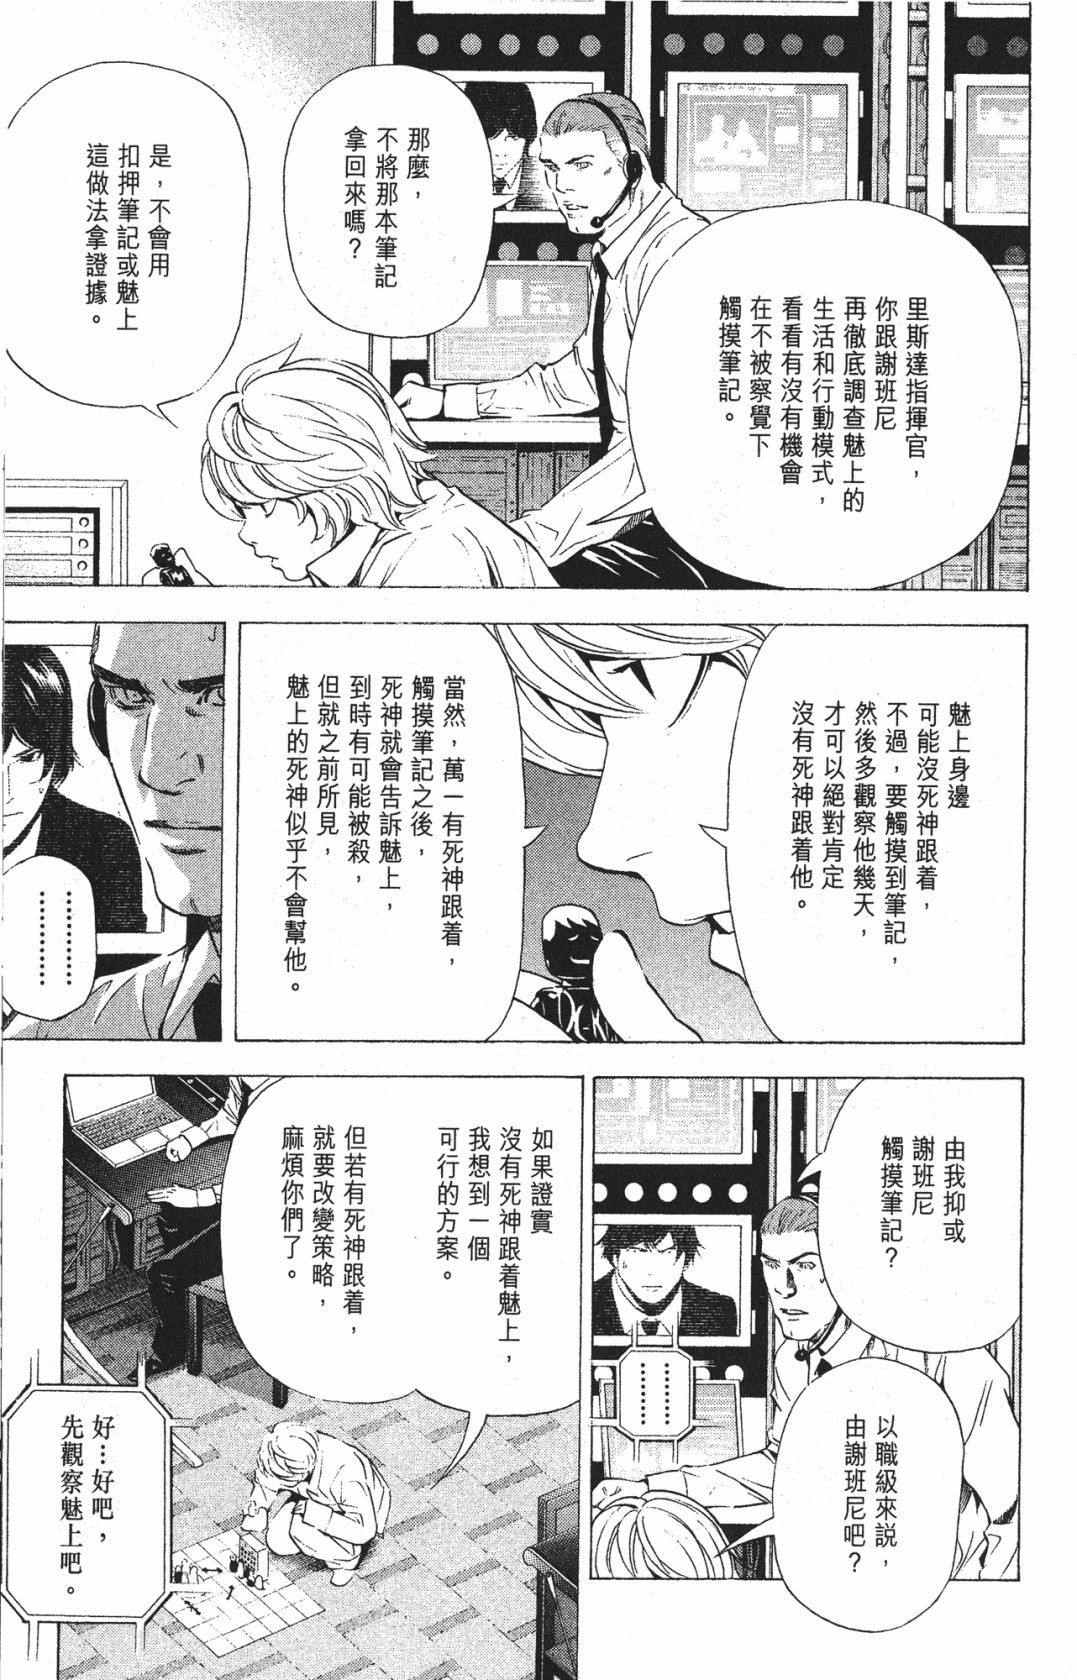 里斯達指揮官，
你跟謝班尼
再徹底調查魅上的
生活和行動模式，
看看有沒有機會
在不被察覺下
觸摸筆記。
那麼，
不將那本筆記
拿回來嗎？
是，不會用
扣押筆記或魅上
這做法拿證據。
魅上身邊
可能沒死神跟着，
不過，要觸摸到筆記，
然後多觀察他幾天，
才可以絕對肯定
沒有死神跟着他。
當然，萬一有死神跟着，
觸摸筆記之後，
死神就會告訴魅上，
到時有可能被殺，
但就之前所見，
魅上的死神似乎不會幫他。
………
………
由我抑或
謝班尼
觸摸筆記？
以職級來説，
由謝班尼吧？
……
……
如果證實
沒有死神跟着魅上，
我想到一個
可行的方案。
但若有死神跟着，
就要改變策略，
麻煩你們了。
好…好吧，
先觀察魅上吧。